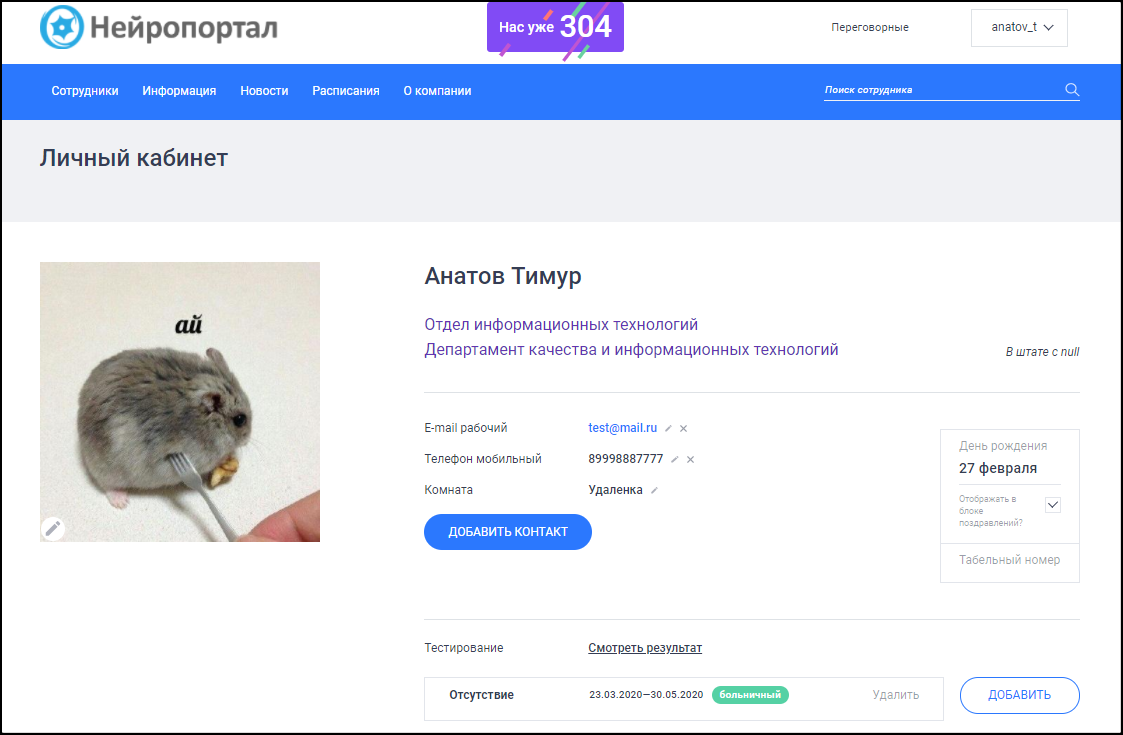 Нейропортал
Нас уже 304
Переговорные
anatov_t
Сотрудники Информация Новости Расписания О компании
Поиск сотрудника
Личный кабинет
ай
Анатов Тимур
Отдел информационных технологий
Департамент качества и информационных технологий
В штате с null
E-mail рабочий test@mail.ru
Телефон мобильный 89998887777
Комната Удаленка
ДОБАВИТЬ КОНТАКТ
День рождения
27 февраля
Отображать в
блоке
поздравлений?
Табельный номер
Тестирование Смотреть результат
Отсутствие 23.03.2020—30.05.2020 больничный Удалить
ДОБАВИТЬ